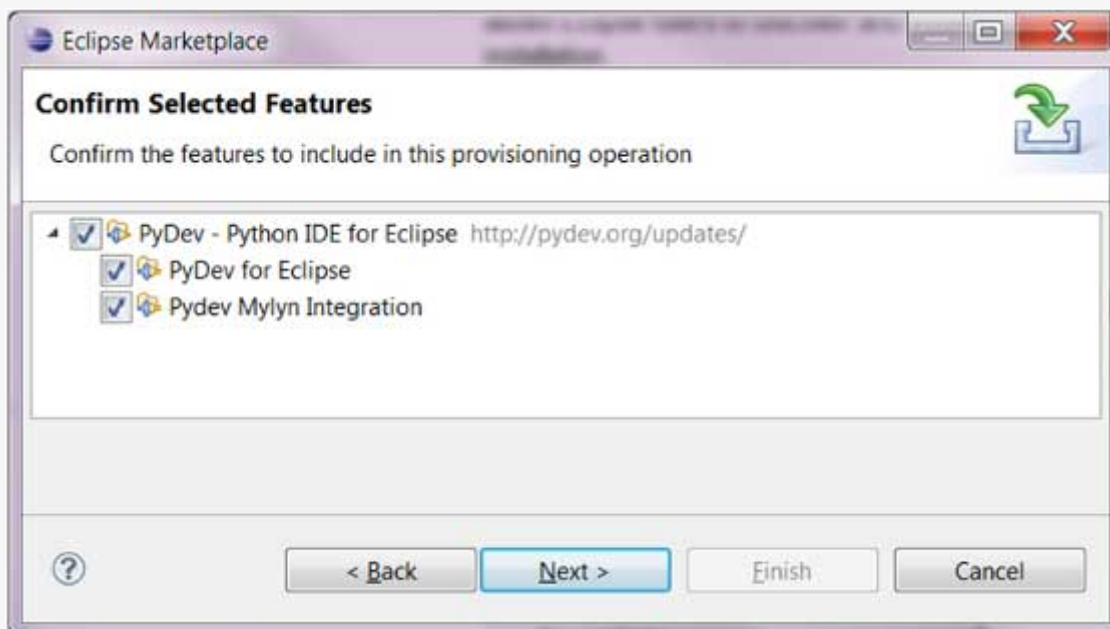 Eclipse Marketplace
installation.
Confirm Selected Features
Confirm the features to include in this provisioning operation
PyDev - Python IDE for Eclipse http://pydev.org/updates/
PyDev for Eclipse
Pydev Mylyn Integration
< Back Next > Finish Cancel